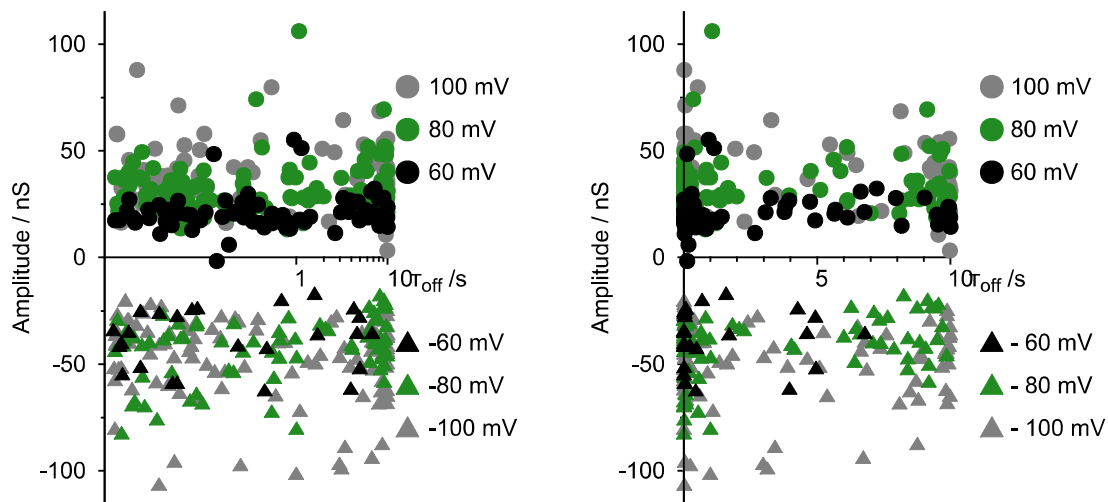 100
50
0
-50
-100
Amplitude / nS
1
10
τoff /s
100 mV
80 mV
60 mV
-60 mV
-80 mV
-100 mV
100
50
0
-50
-100
Amplitude / nS
5
10
τoff /s
100 mV
80 mV
60 mV
- 60 mV
- 80 mV
- 100 mV